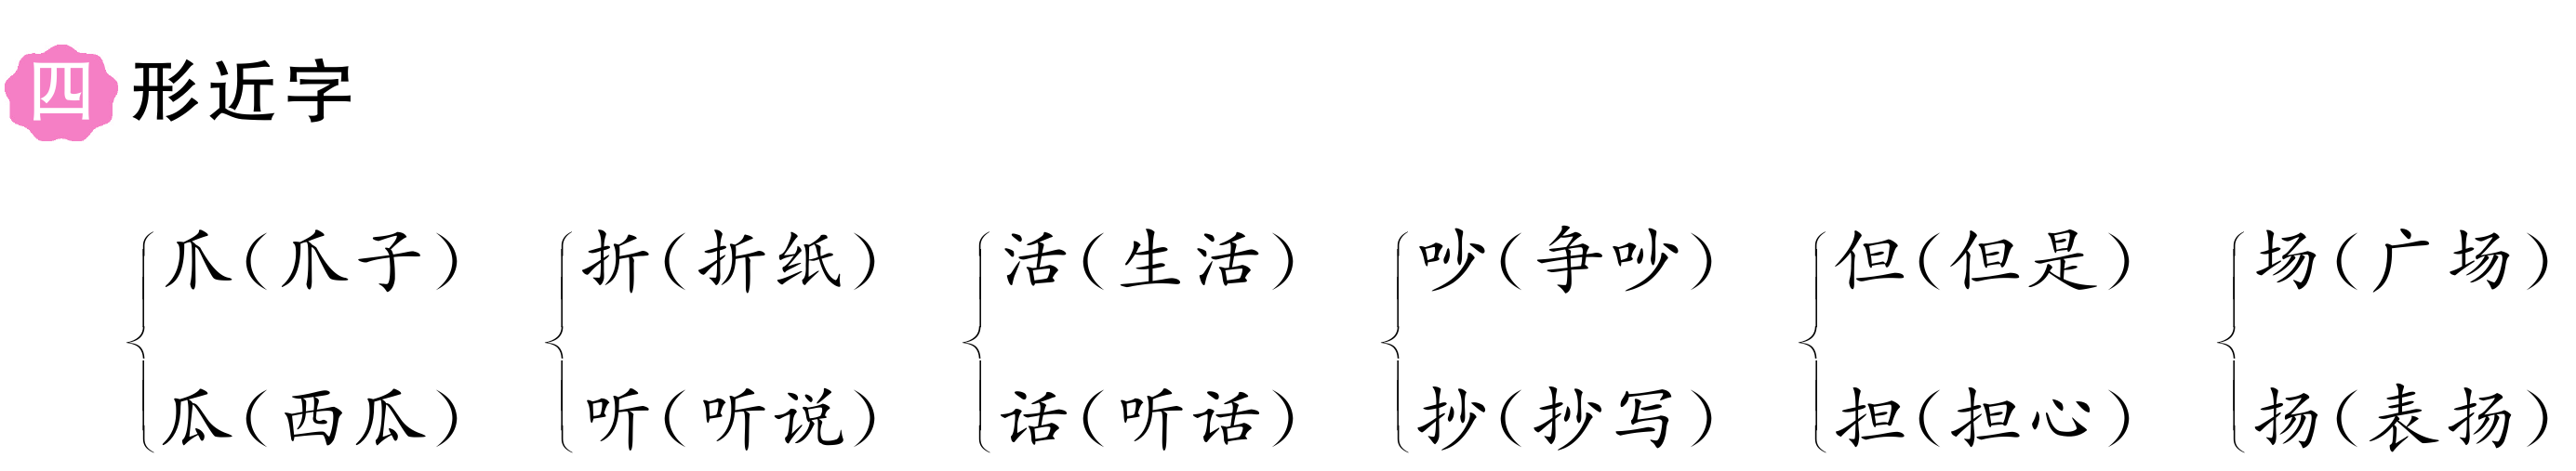 四 形近字
爪(爪子) 折(折纸) 活(生活) 吵(争吵) 但(但是) 场(广场)
瓜(西瓜) 听(听说) 话(听话) 抄(抄写) 担(担心) 扬(表扬)